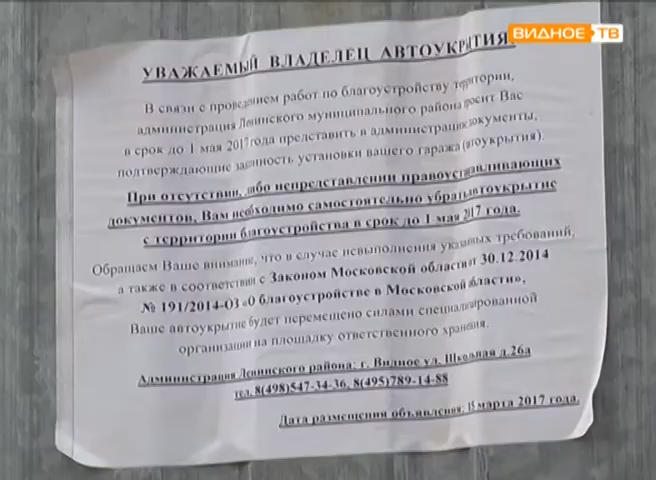 ВИДНОЕ ТВ
УВАЖАЕМЫЙ ВЛАДЕЛЕЦ АВТОУКРЫТИЯ
В связи с проведением работ по благоустройству территории,
администрация Ленинского муниципального района просит Вас
в срок до 1 мая 2017 года представить в администрацию документы,
подтверждающие законность установки вашего гаража (автоукрытия).
При отсутствии, либо непредставлении правоустанавливающих
документов, Вам необходимо самостоятельно убрать автоукрытие
с территории благоустройства в срок до 1 мая 2017 года.
Обращаем Ваше внимание, что в случае невыполнения указанных требований,
а также в соответствии с Законом Московской области от 30.12.2014
№ 191/2014-ОЗ «О благоустройстве в Московской области»,
Ваше автоукрытие будет перемещено силами специализированной
организации на площадку ответственного хранения.
Администрация Ленинского района: г. Видное ул. Школьная д.26а
тел. 8(498)547-34-36, 8(495)789-14-88
Дата размещения объявления: 15 марта 2017 года.